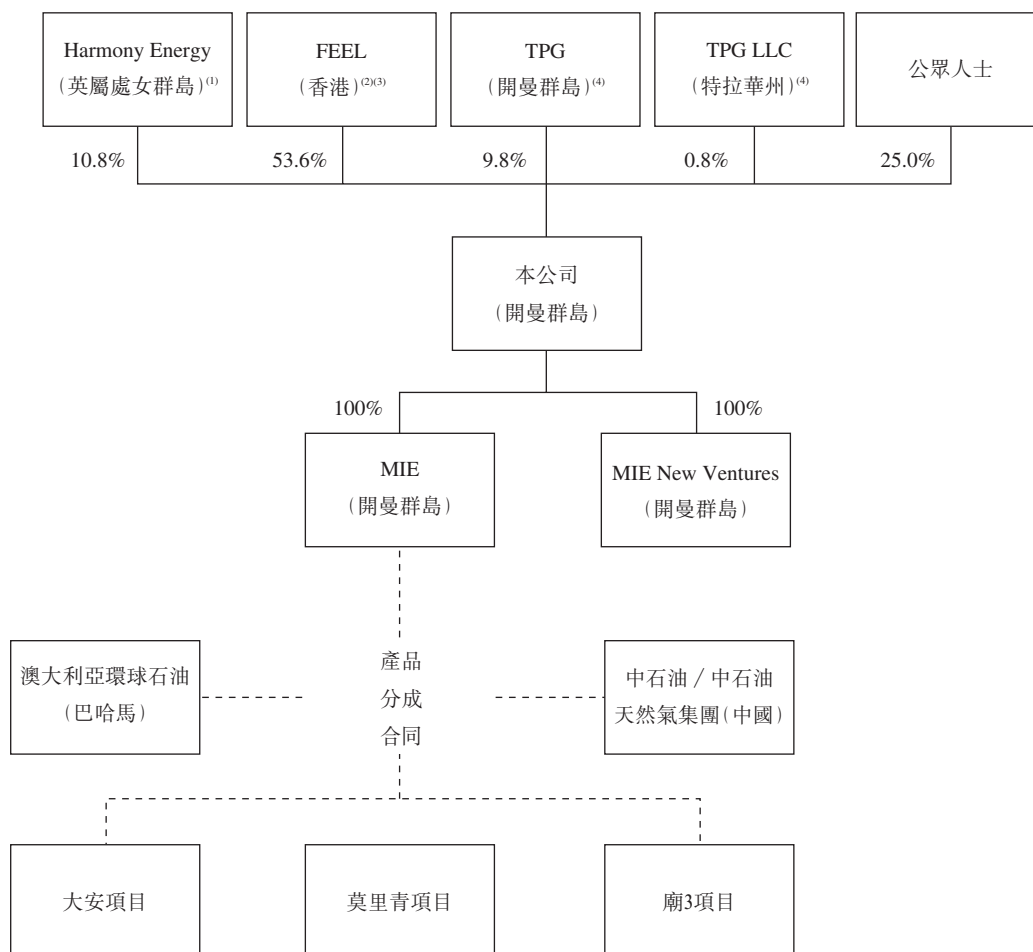 Harmony Energy
(英屬處女群島)(1)
FEEL
(香港)(2)(3)
TPG
(開曼群島)(4)
TPG LLC
(特拉華州)(4)
公眾人士
10.8%
53.6%
9.8%
0.8%
25.0%
本公司
(開曼群島)
100%
100%
MIE
(開曼群島)
MIE New Ventures
(開曼群島)
澳大利亞環球石油
(巴哈馬)
產品
分成
合同
中石油/中石油
天然氣集團(中國)
大安項目
莫里青項目
廟3項目